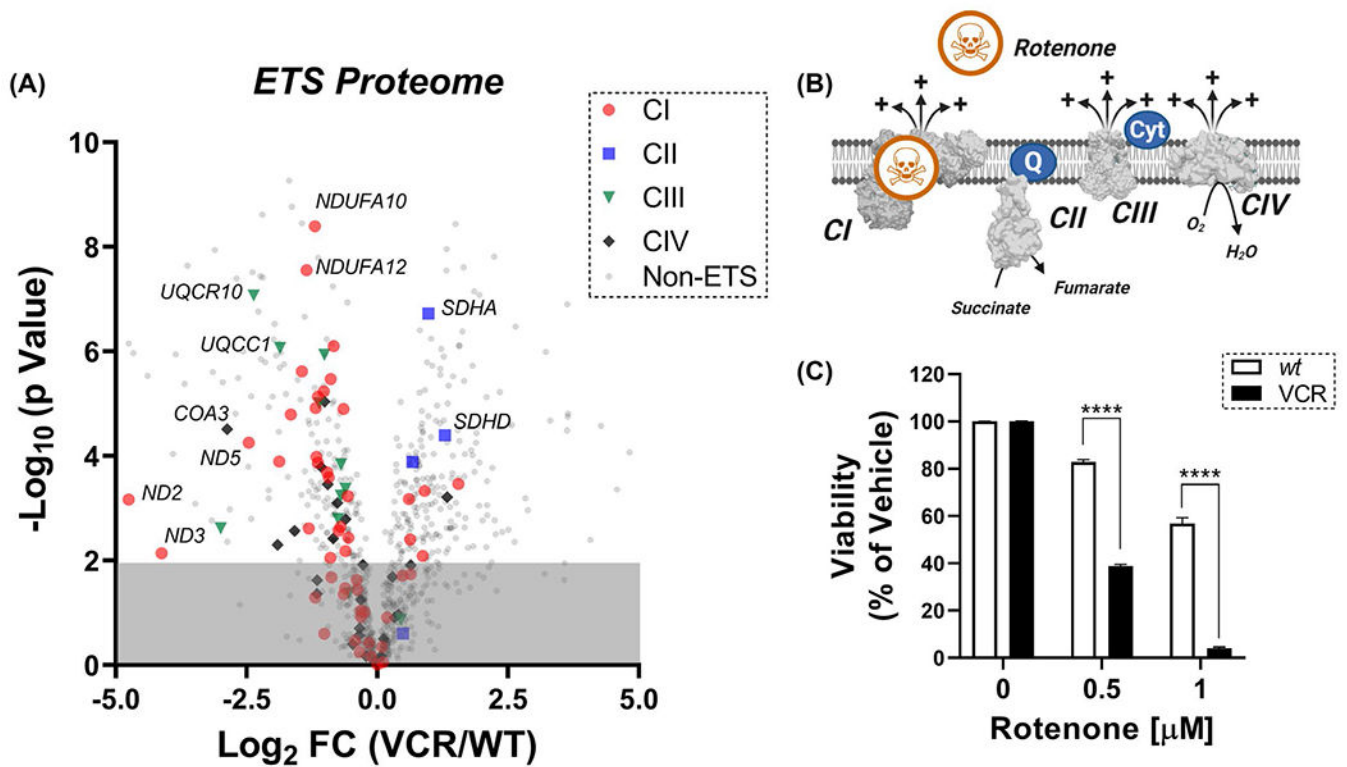 (A)
ETS Proteome
CI
CII
CIII
CIV
Non-ETS
-Log10 (p Value)
10
8
6
4
2
0
NDUFA10
NDUFA12
UQCR10
SDHA
UQCC1
COA3
SDHD
ND5
ND2
ND3
-5.0
-2.5
0.0
2.5
5.0
Log2 FC (VCR/WT)
(B)
Rotenone
+ + +
+ + +
+ + +
Cyt
Q
CI
CII
CIII
CIV
O2
H2O
Succinate
Fumarate
(C)
wt
VCR
Viability
(% of Vehicle)
120
100
80
60
40
20
0
****
****
0
0.5
1
Rotenone [μM]